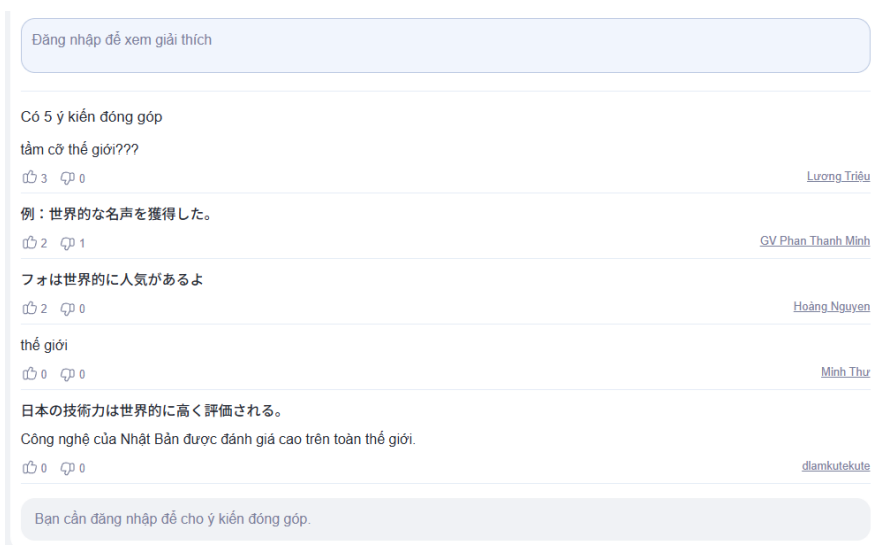 Đăng nhập để xem giải thích
Có 5 ý kiến đóng góp
tầm cỡ thế giới???
3 0
Lương Triệu
例：世界的な名声を獲得した。
2 1
GV Phan Thanh Minh
フォは世界的に人気があるよ
2 0
Hoàng Nguyen
thế giới
0 0
Minh Thư
日本の技術力は世界的に高く評価される。
Công nghệ của Nhật Bản được đánh giá cao trên toàn thế giới.
0 0
dlamkutekute
Bạn cần đăng nhập để cho ý kiến đóng góp.